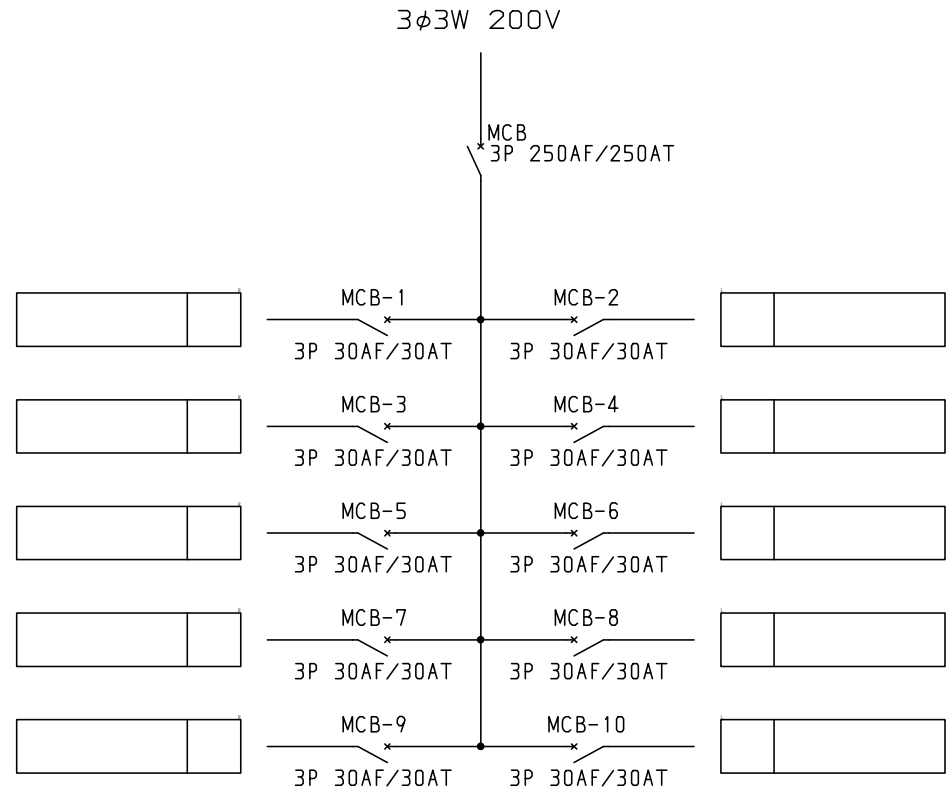 3φ3W 200V
MCB
3P 250AF/250AT
MCB-1 MCB-2
3P 30AF/30AT 3P 30AF/30AT
MCB-3 MCB-4
3P 30AF/30AT 3P 30AF/30AT
MCB-5 MCB-6
3P 30AF/30AT 3P 30AF/30AT
MCB-7 MCB-8
3P 30AF/30AT 3P 30AF/30AT
MCB-9 MCB-10
3P 30AF/30AT 3P 30AF/30AT